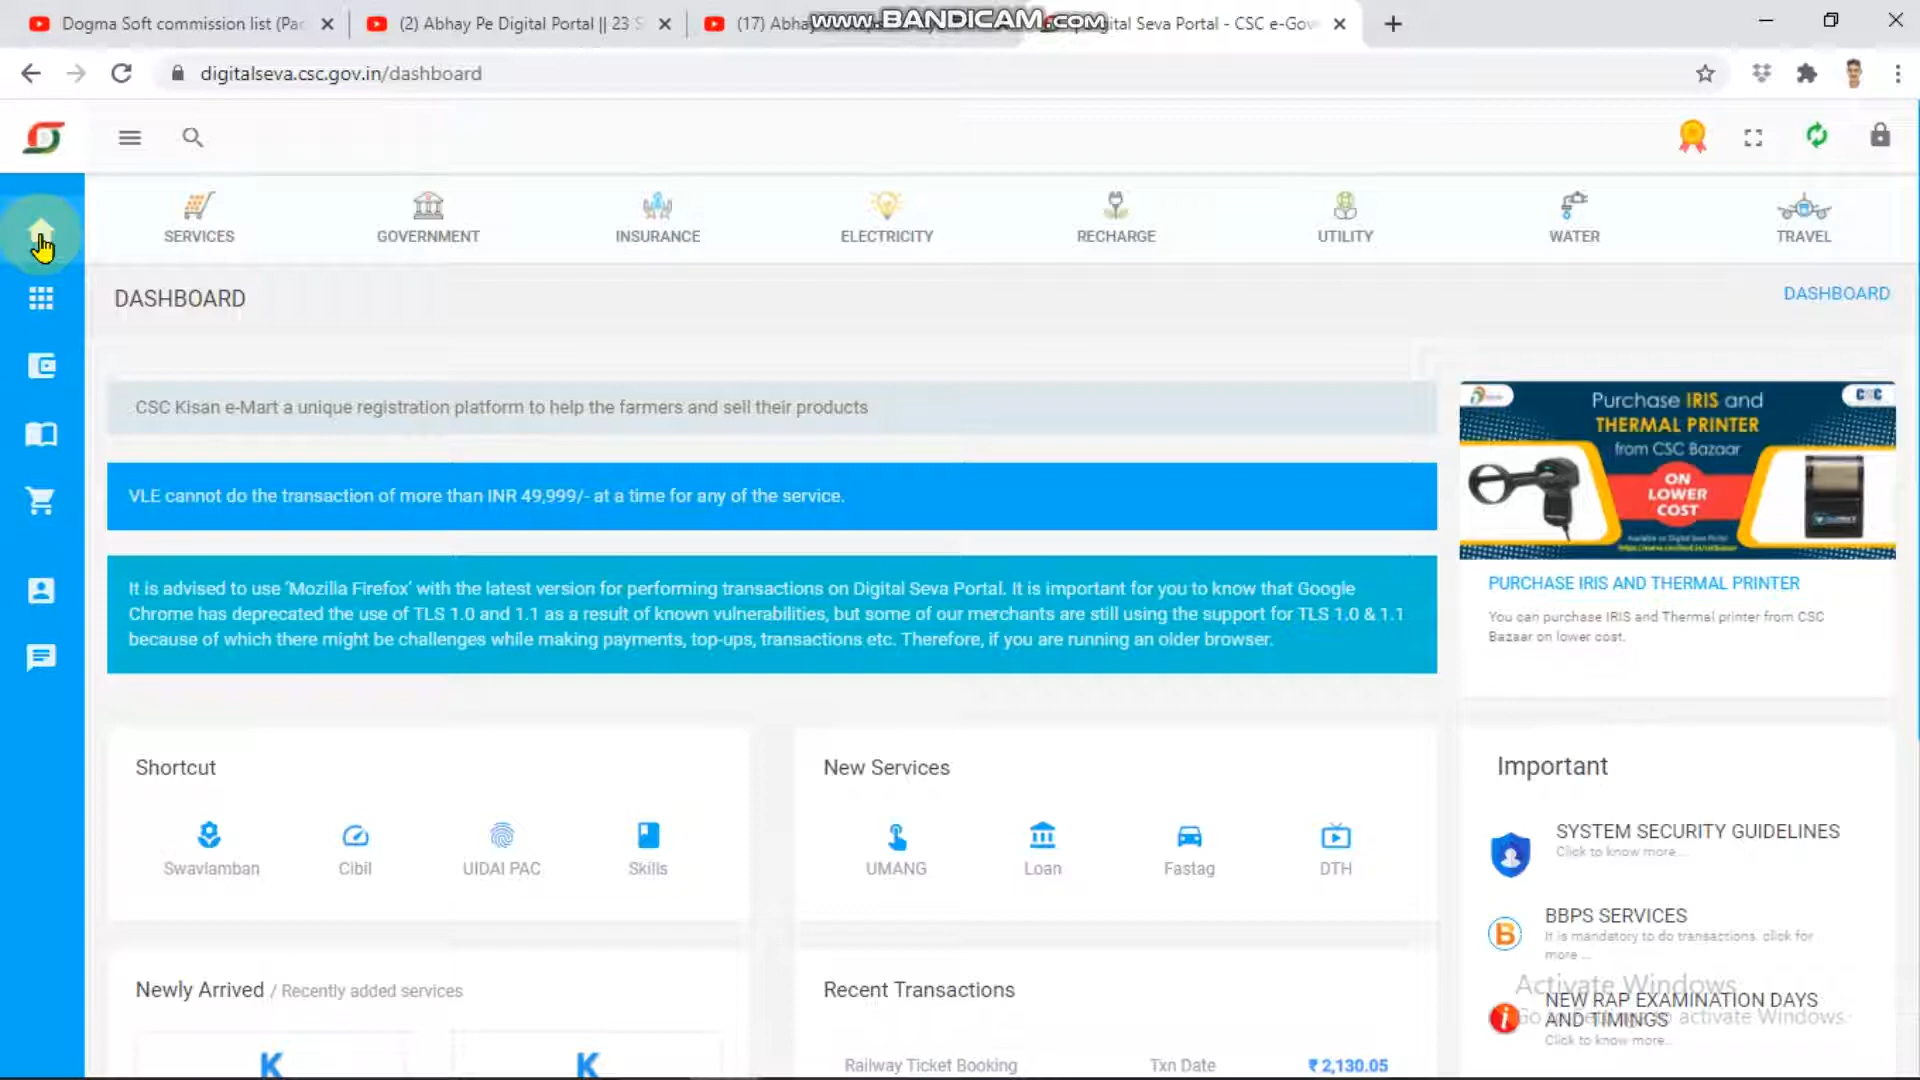 Dogma Soft commission list (Par
(2) Abhay Pe Digital Portal || 23 S
(17) Abhay
www.BANDICAM.com
Digital Seva Portal - CSC e-Gov
digitalseva.csc.gov.in/dashboard
SERVICES
GOVERNMENT
INSURANCE
ELECTRICITY
RECHARGE
UTILITY
WATER
TRAVEL
DASHBOARD
DASHBOARD
CSC Kisan e-Mart a unique registration platform to help the farmers and sell their products
VLE cannot do the transaction of more than INR 49,999/- at a time for any of the service.
It is advised to use 'Mozilla Firefox' with the latest version for performing transactions on Digital Seva Portal. It is important for you to know that Google
Chrome has deprecated the use of TLS 1.0 and 1.1 as a result of known vulnerabilities, but some of our merchants are still using the support for TLS 1.0 & 1.1
because of which there might be challenges while making payments, top-ups, transactions etc. Therefore, if you are running an older browser.
CSC
Purchase IRIS and
THERMAL PRINTER
from CSC Bazaar
ON
LOWER
COST
PURCHASE IRIS AND THERMAL PRINTER
You can purchase IRIS and Thermal printer from CSC
Bazaar on lower cost.
Shortcut
Swavlamban
Cibil
UIDAI PAC
Skills
New Services
UMANG
Loan
Fastag
DTH
Important
SYSTEM SECURITY GUIDELINES
Click to know more...
BBPS SERVICES
It is mandatory to do transactions. click for
more ...
NEW RAP EXAMINATION DAYS
AND TIMINGS
Click to know more..
Activate Windows
Go to Settings to activate Windows.
Newly Arrived / Recently added services
K
K
Recent Transactions
Railway Ticket Booking
Txn Date
₹ 2,130.05